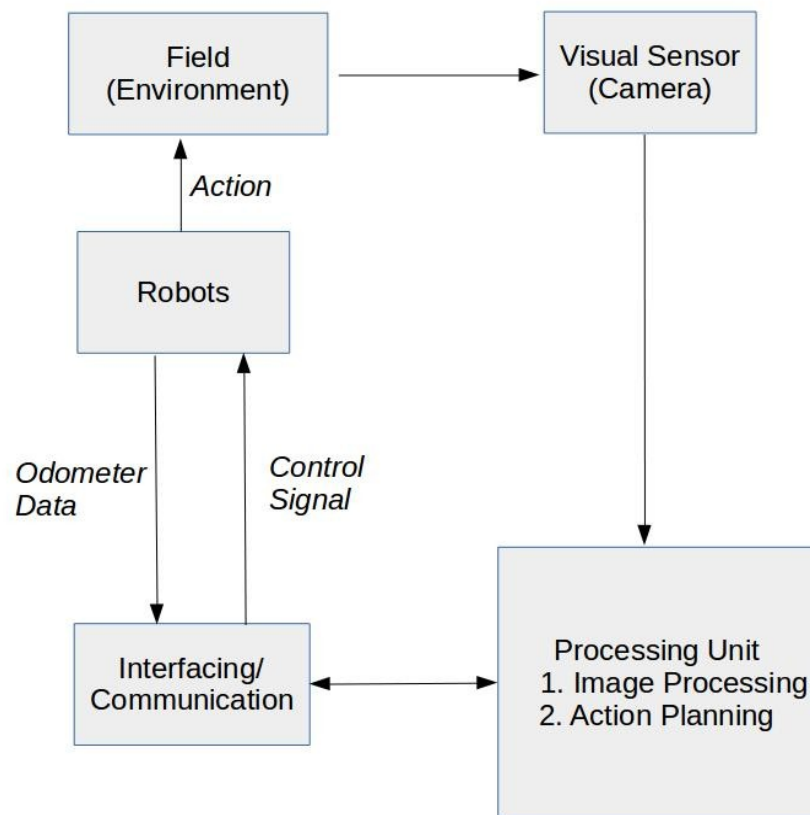 Field
(Environment)
Visual Sensor
(Camera)
Action
Robots
Odometer
Data
Control
Signal
Interfacing/
Communication
Processing Unit
1. Image Processing
2. Action Planning